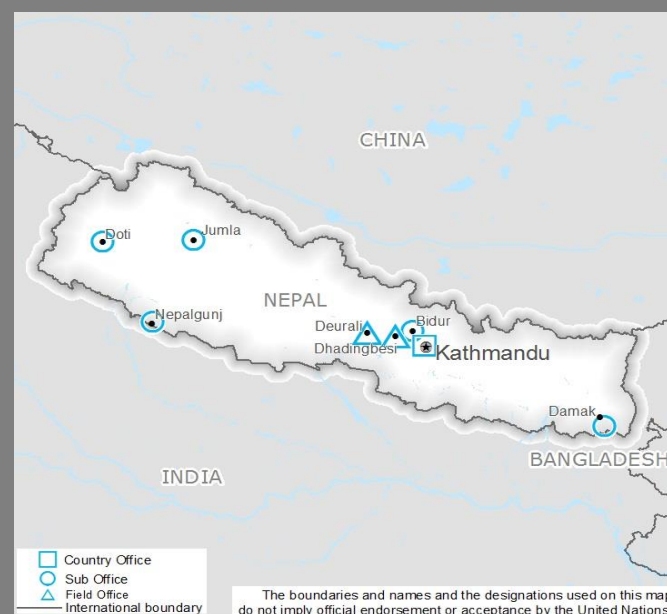 CHINA
Doti
Jumla
NEPAL
Nepalgunj
Deurali
Bidur
Dhadingbesi
Kathmandu
Damak
BANGLADESH
INDIA
Country Office
Sub Office
Field Office
International boundary
The boundaries and names and the designations used on this map
do not imply official endorsement or acceptance by the United Nations.